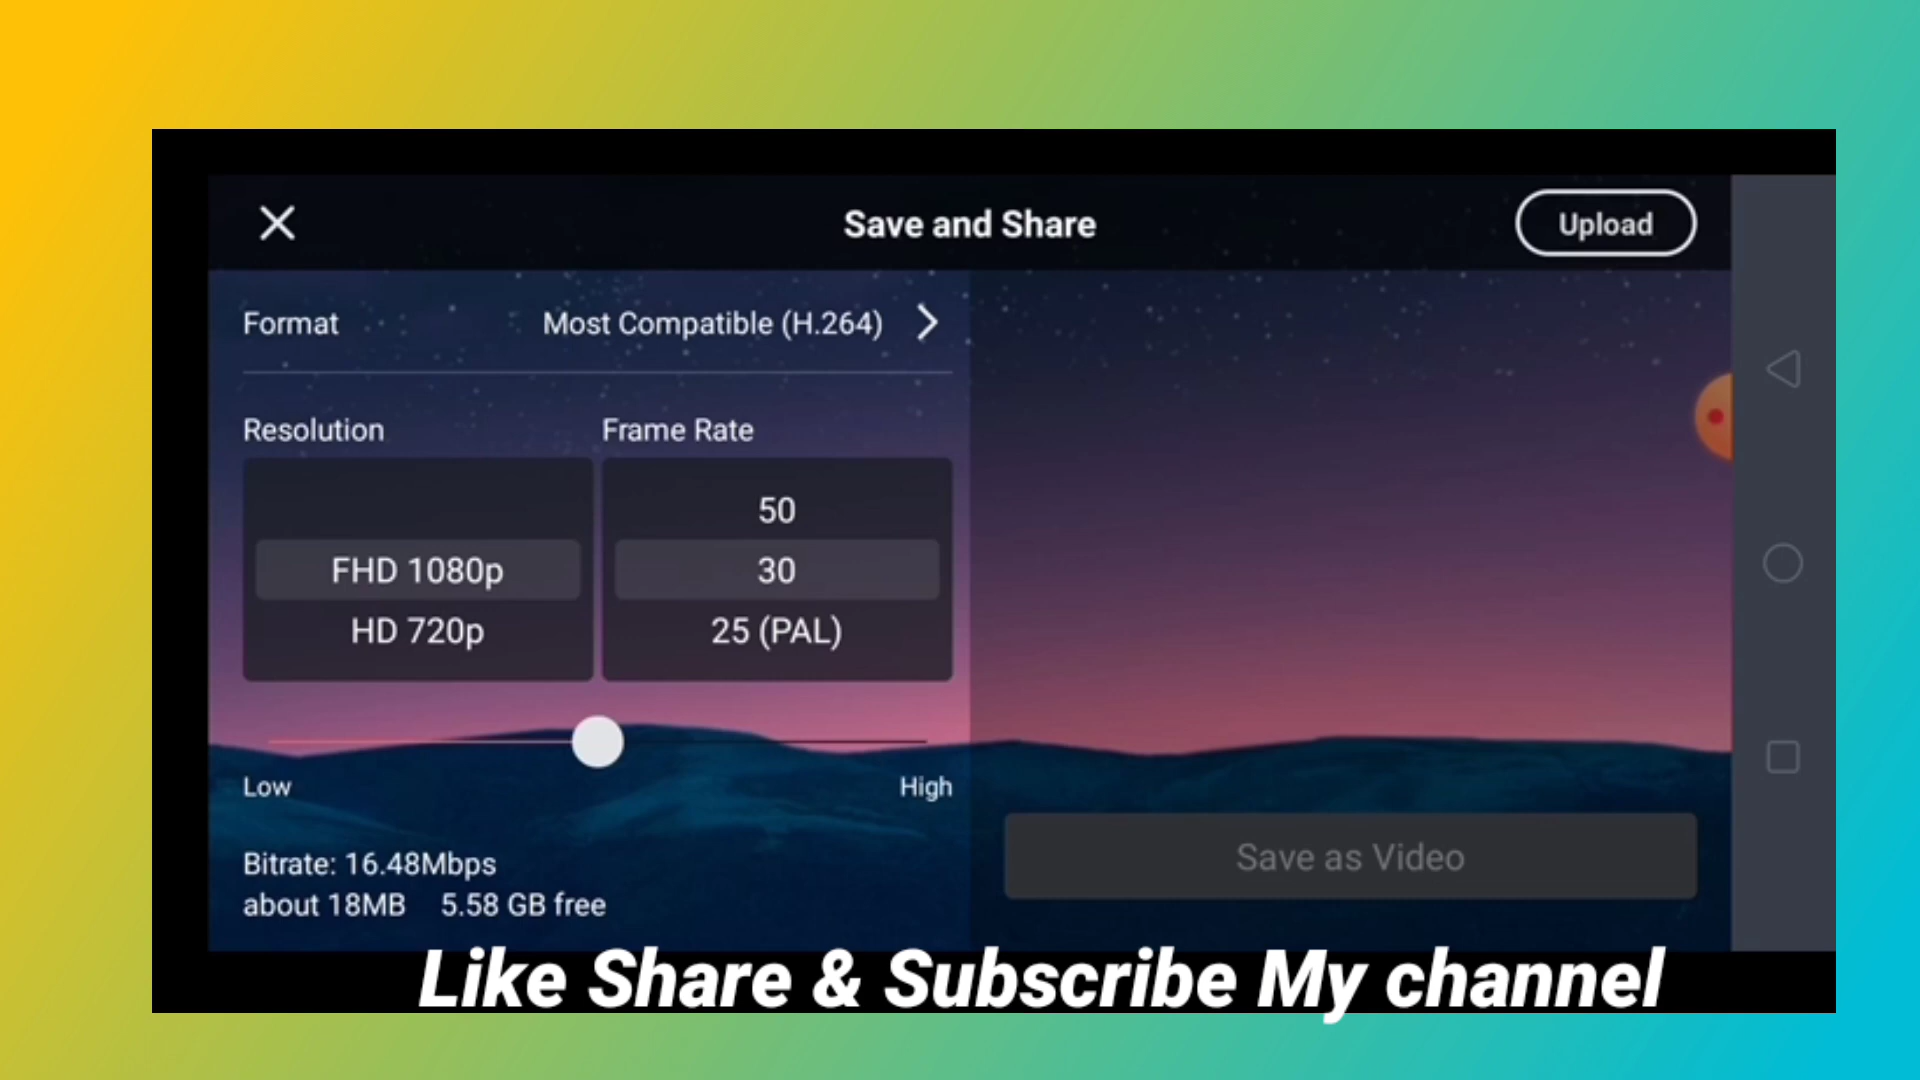 Save and Share
Upload
Format Most Compatible (H.264)
Resolution
FHD 1080p
HD 720p
Frame Rate
50
30
25 (PAL)
Low High
Bitrate: 16.48Mbps
about 18MB 5.58 GB free
Save as Video
Like Share & Subscribe My channel